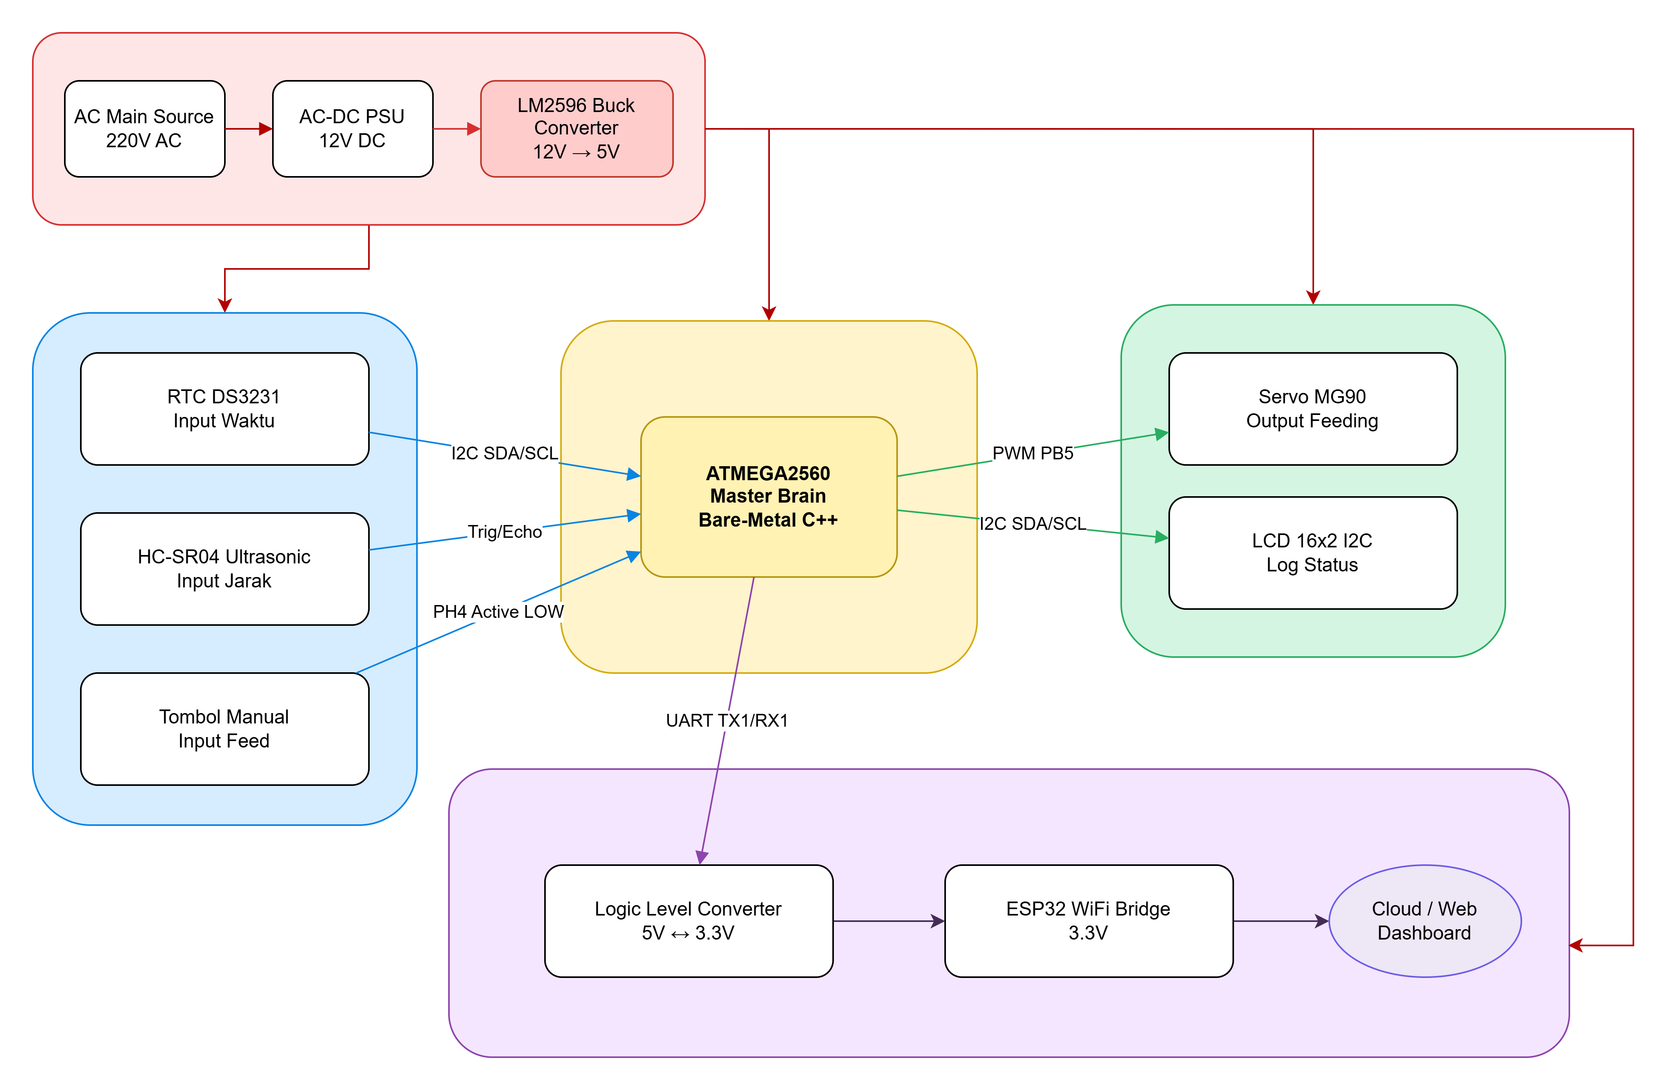 AC Main Source
220V AC
AC-DC PSU
12V DC
LM2596 Buck
Converter
12V → 5V
RTC DS3231
Input Waktu
HC-SR04 Ultrasonic
Input Jarak
Tombol Manual
Input Feed
I2C SDA/SCL
Trig/Echo
PH4 Active LOW
ATMEGA2560
Master Brain
Bare-Metal C++
PWM PB5
I2C SDA/SCL
Servo MG90
Output Feeding
LCD 16x2 I2C
Log Status
UART TX1/RX1
Logic Level Converter
5V ↔ 3.3V
ESP32 WiFi Bridge
3.3V
Cloud / Web
Dashboard